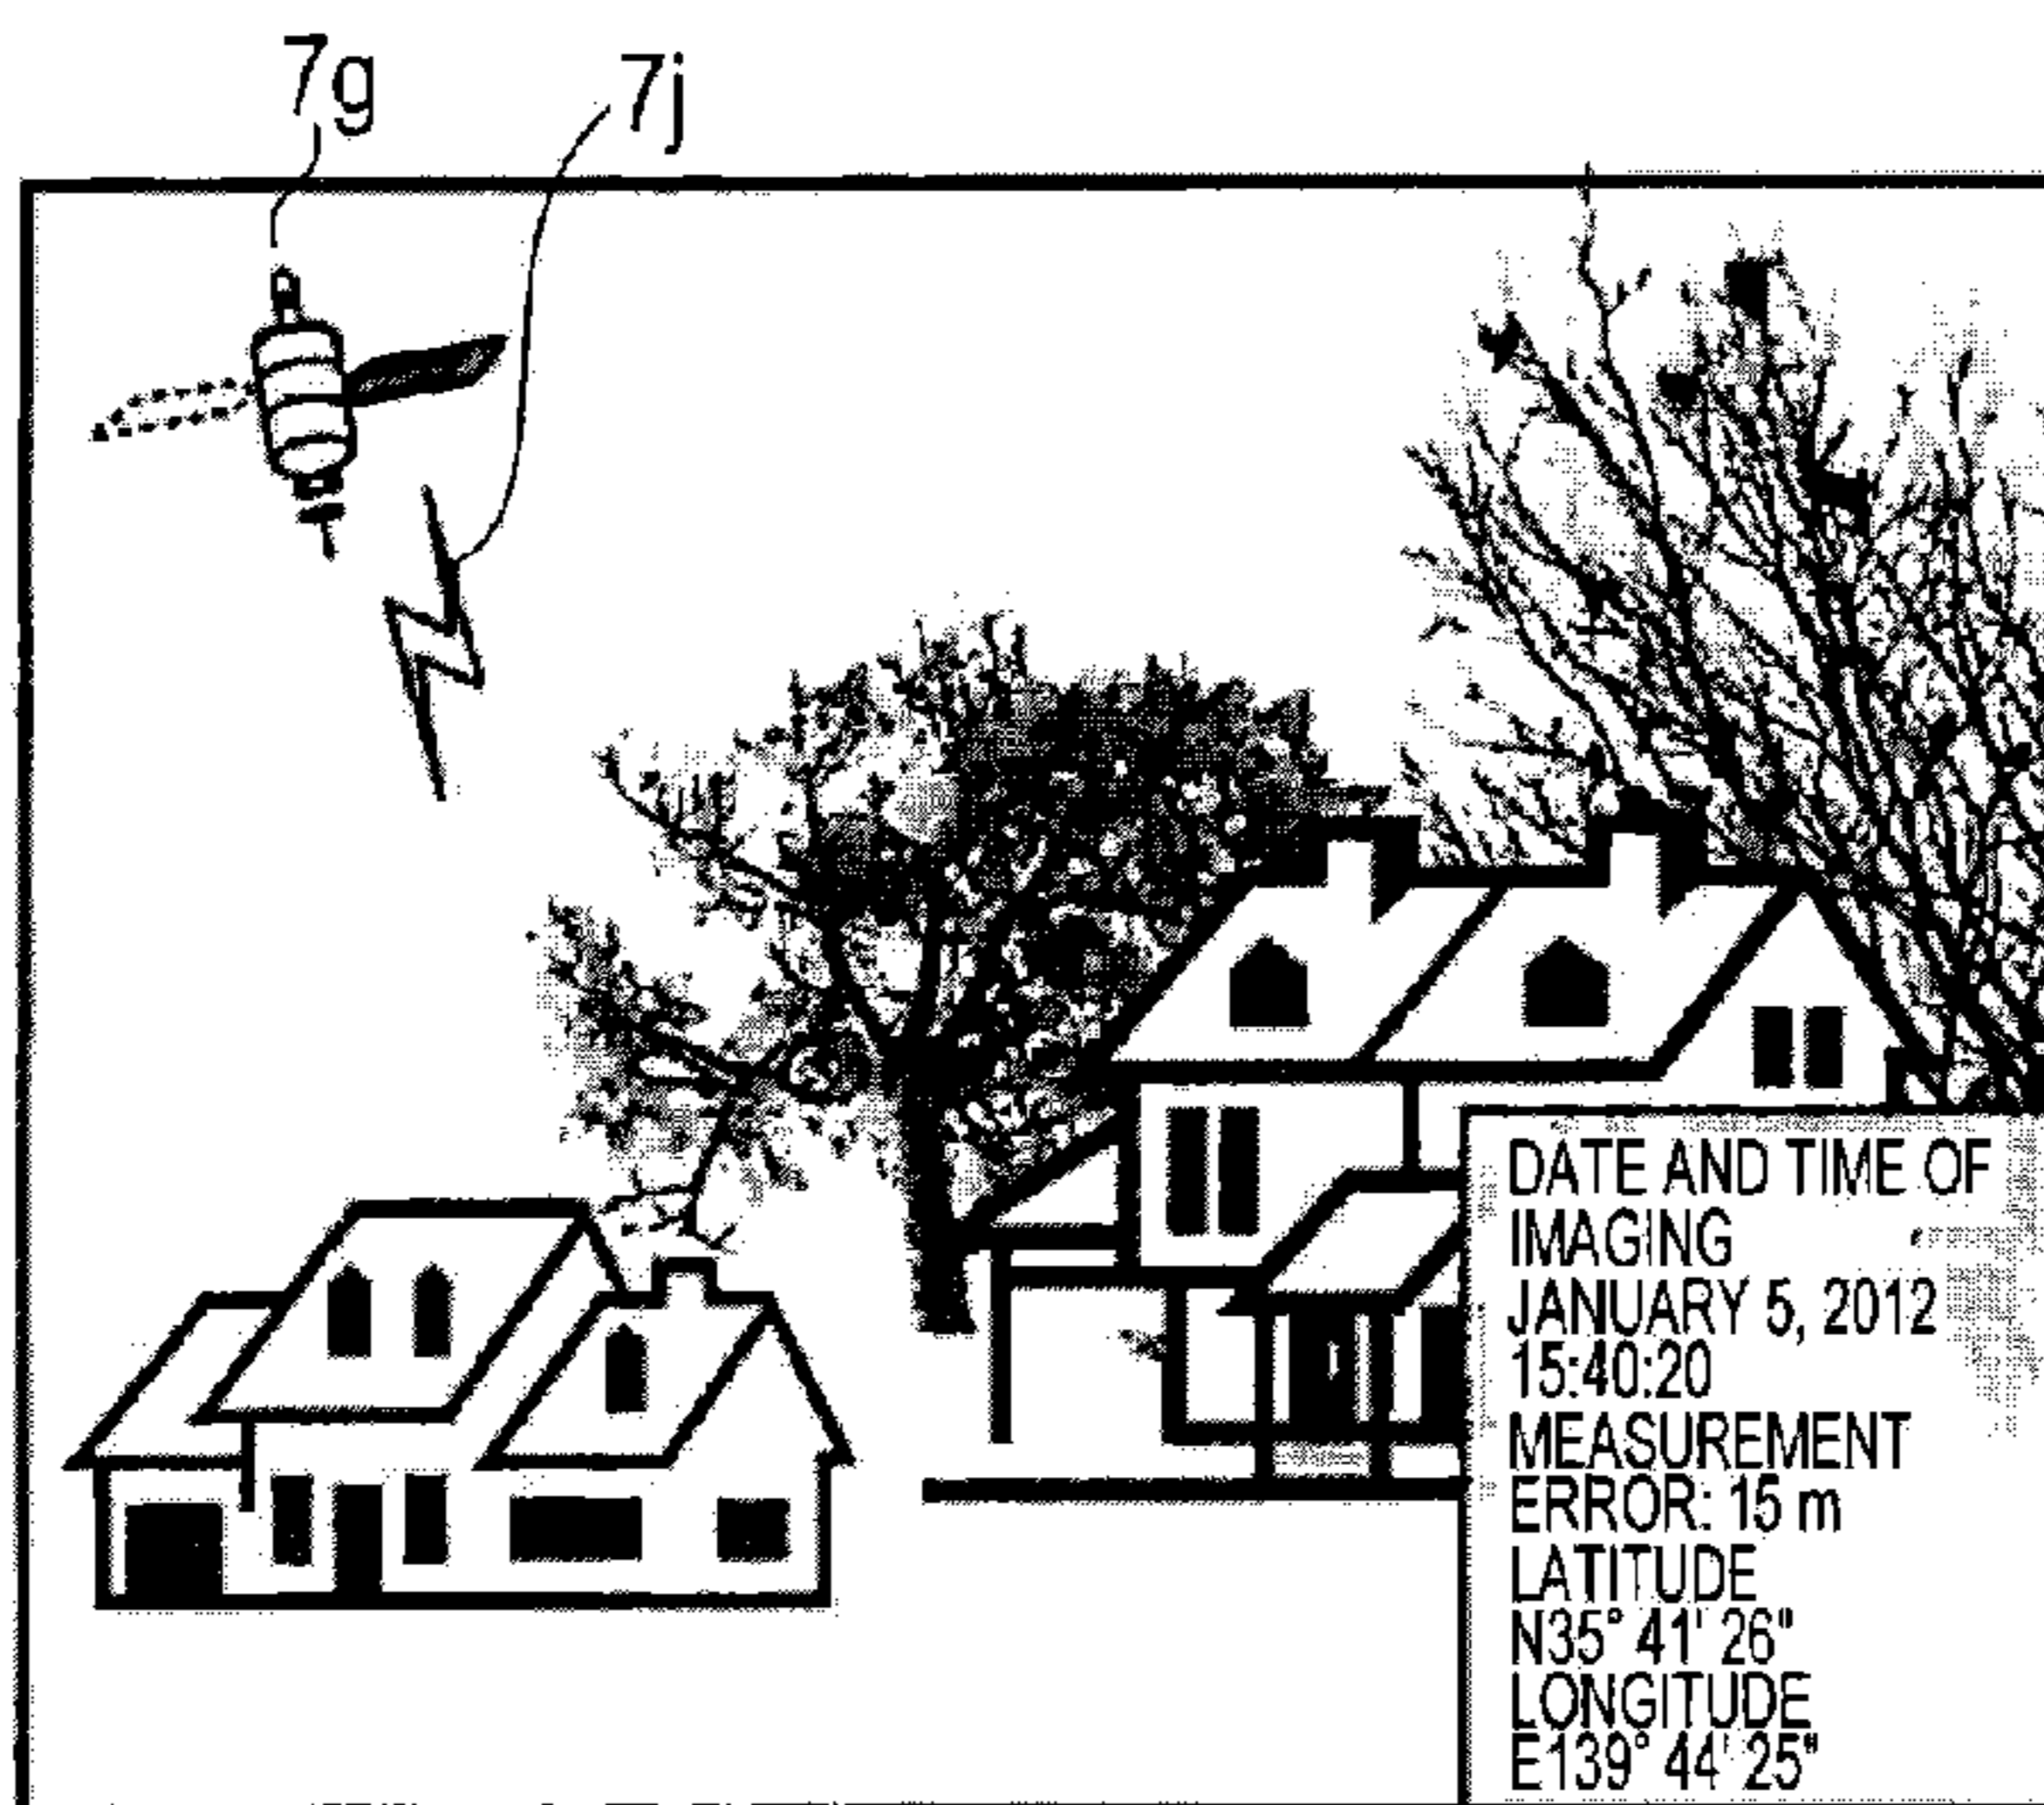 7g
7j
DATE AND TIME OF
IMAGING
JANUARY 5, 2012
15:40:20
MEASUREMENT
ERROR: 15 m
LATITUDE
N35° 41' 26"
LONGITUDE
E139° 44' 25"